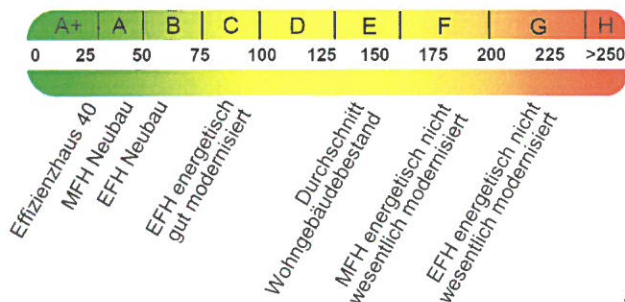 A+ A B C D E F G H
0 25 50 75 100 125 150 175 200 225 >250
Effizienzhaus 40
MFH Neubau
EFH Neubau
EFH energetisch
gut modernisiert
Durchschnitt
Wohngebäudebestand
MFH energetisch nicht
wesentlich modernisiert
EFH energetisch nicht
wesentlich modernisiert